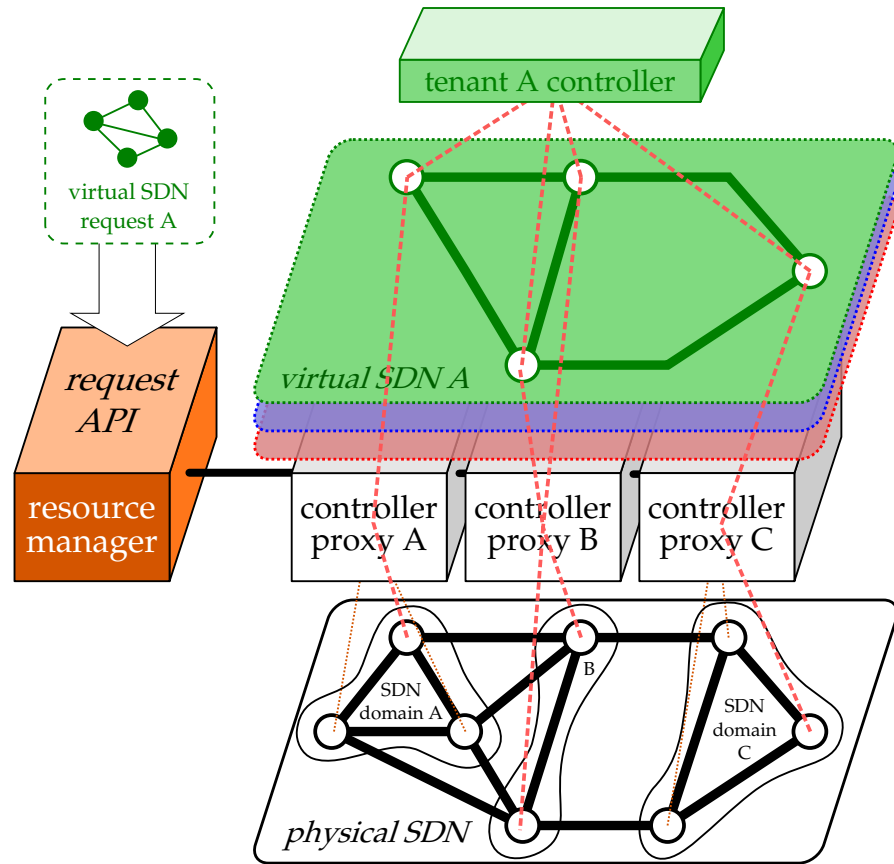 tenant A controller
virtual SDN
request A
virtual SDN A
request
API
resource
manager
controller
proxy A
controller
proxy B
controller
proxy C
SDN
domain A
B
SDN
domain
C
physical SDN